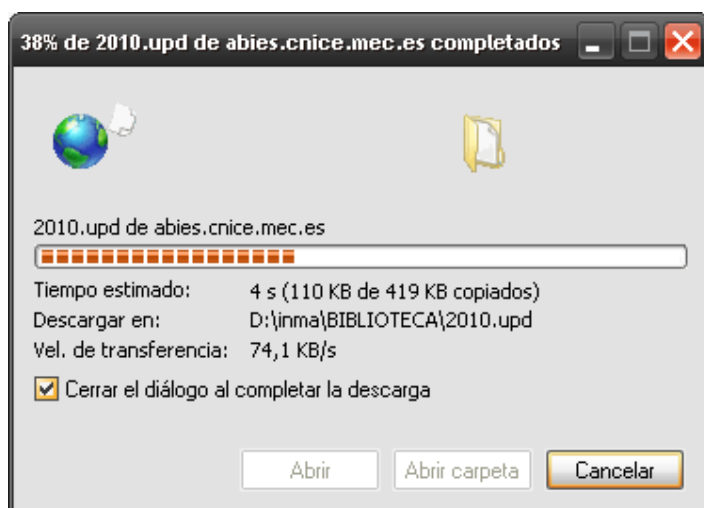 38% de 2010.upd de abies.cnice.mec.es completados
2010.upd de abies.cnice.mec.es
Tiempo estimado: 4 s (110 KB de 419 KB copiados)
Descargar en: D:\inma\BIBLIOTECA\2010.upd
Vel. de transferencia: 74,1 KB/s
Cerrar el diálogo al completar la descarga
Abrir Abrir carpeta Cancelar